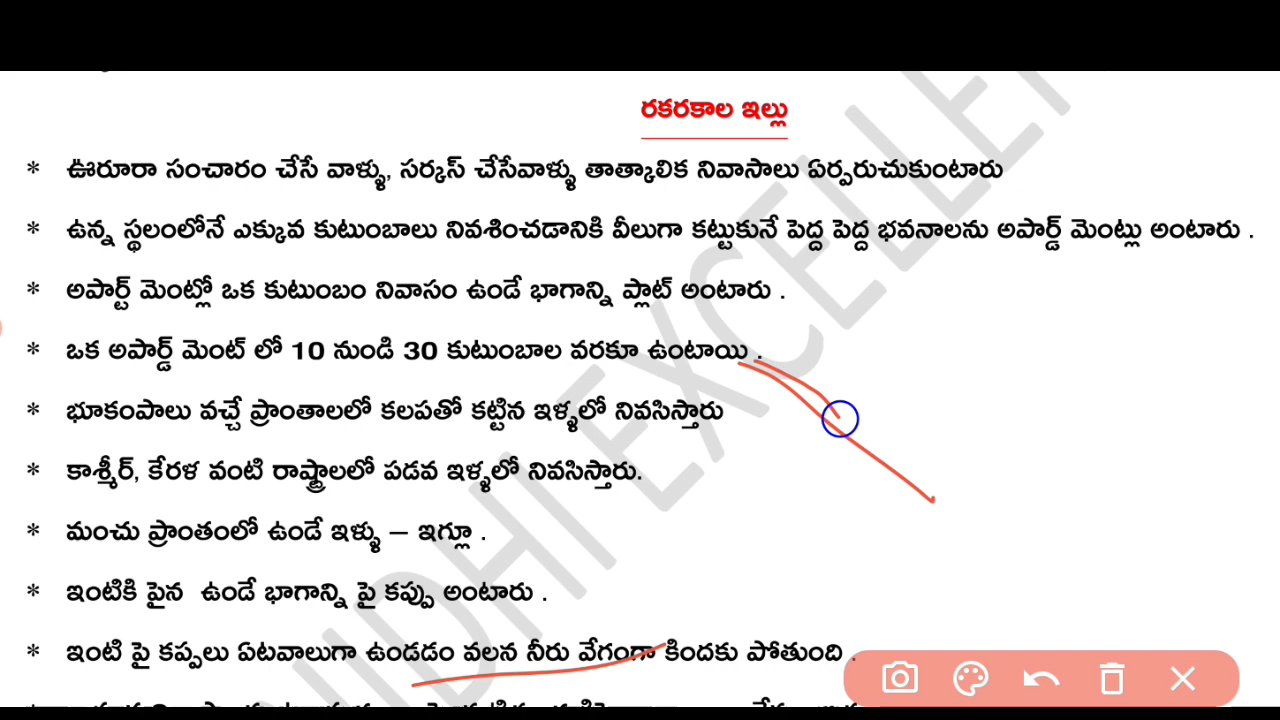 రకరకాల ఇల్లు
* ఊరూరా సంచారం చేసే వాళ్ళు, సర్కస్ చేసేవాళ్ళు తాత్కాలిక నివాసాలు ఏర్పరుచుకుంటారు
* ఉన్న స్థలంలోనే ఎక్కువ కుటుంబాలు నివశించడానికి వీలుగా కట్టుకునే పెద్ద పెద్ద భవనాలను అపార్డ్ మెంట్లు అంటారు .
* అపార్ట్ మెంట్లో ఒక కుటుంబం నివాసం ఉండే భాగాన్ని ప్లాట్ అంటారు .
* ఒక అపార్డ్ మెంట్ లో 10 నుండి 30 కుటుంబాల వరకూ ఉంటాయి .
* భూకంపాలు వచ్చే ప్రాంతాలలో కలపతో కట్టిన ఇళ్ళలో నివసిస్తారు
* కాశ్మీర్, కేరళ వంటి రాష్ట్రాలలో పడవ ఇళ్ళలో నివసిస్తారు.
* మంచు ప్రాంతంలో ఉండే ఇళ్ళు – ఇగ్లూ .
* ఇంటికి పైన ఉండే భాగాన్ని పై కప్పు అంటారు .
* ఇంటి పై కప్పలు ఏటవాలుగా ఉండడం వలన నీరు వేగంగా కిందకు పోతుంది .